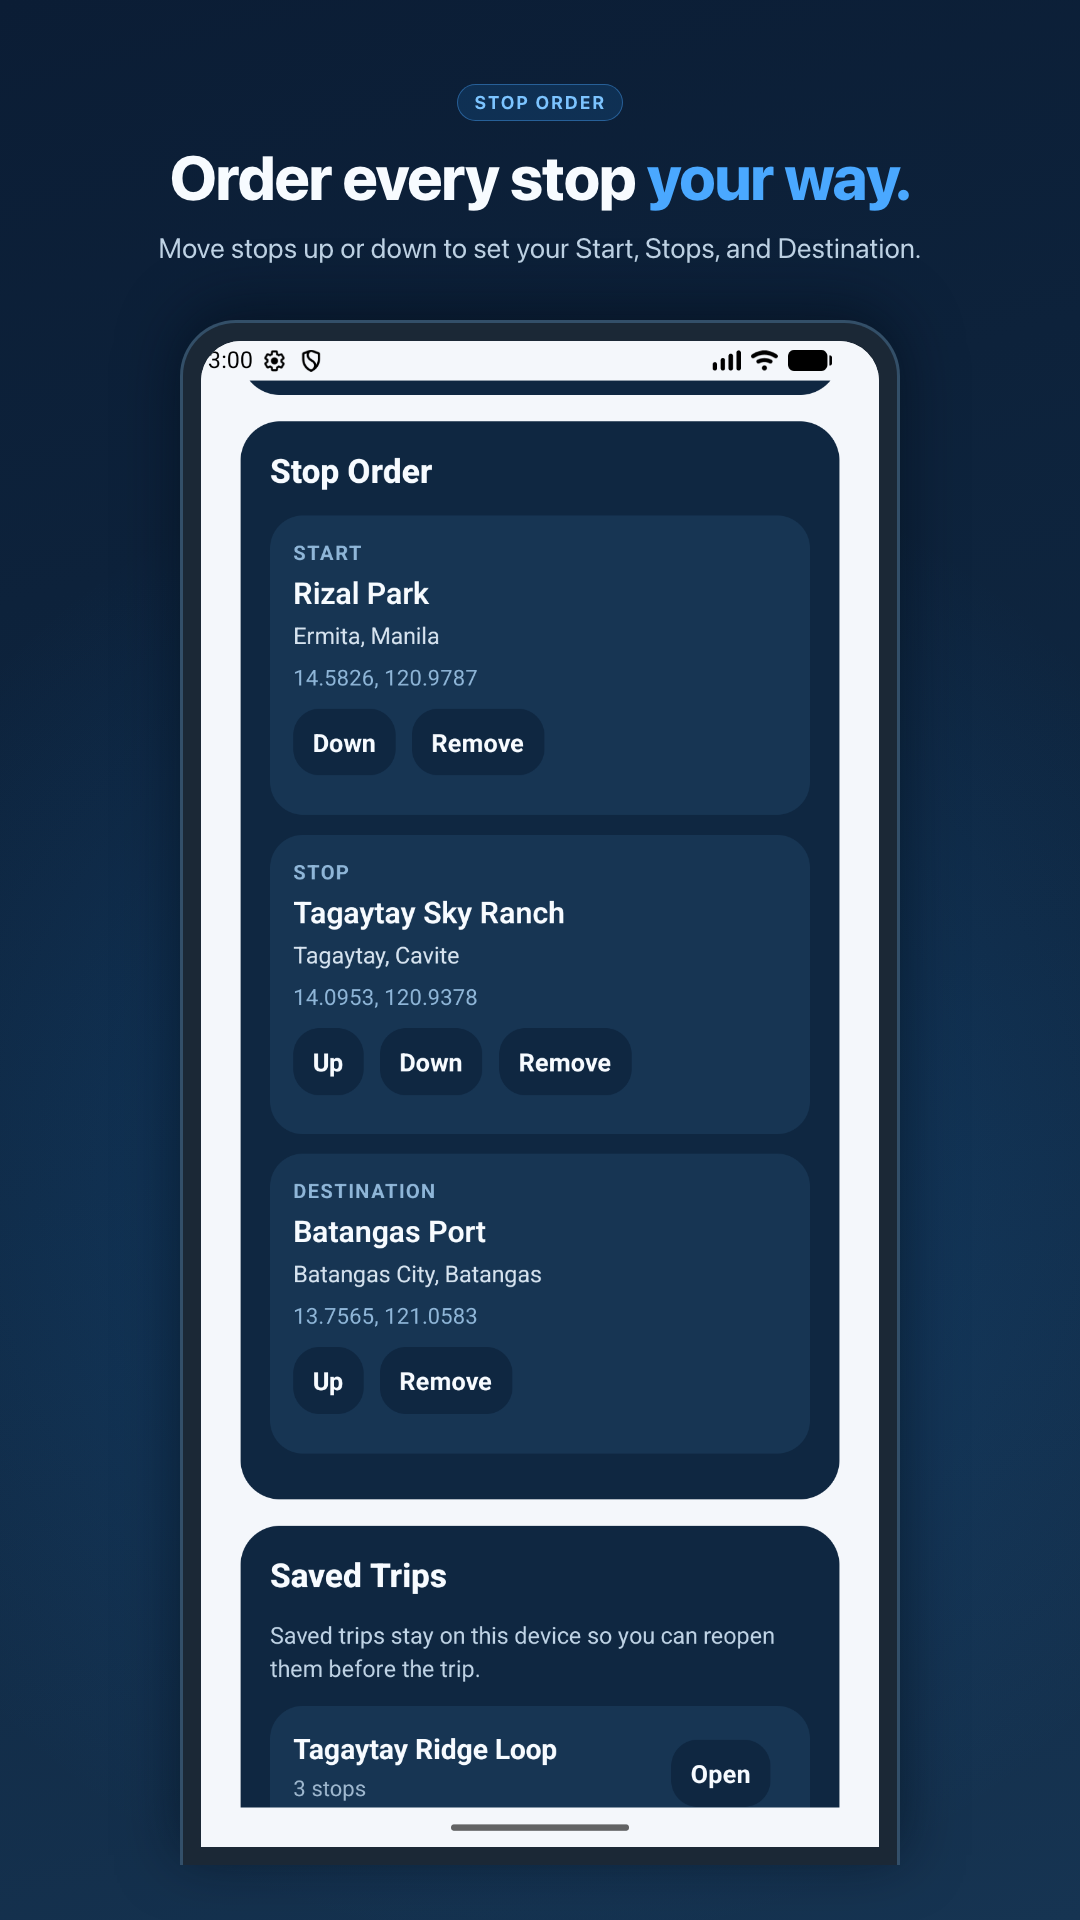 STOP ORDER
Order every stop your way.
Move stops up or down to set your Start, Stops, and Destination.
3:00
Stop Order
START
Rizal Park
Ermita, Manila
14.5826, 120.9787
Down Remove
STOP
Tagaytay Sky Ranch
Tagaytay, Cavite
14.0953, 120.9378
Up Down Remove
DESTINATION
Batangas Port
Batangas City, Batangas
13.7565, 121.0583
Up Remove
Saved Trips
Saved trips stay on this device so you can reopen
them before the trip.
Tagaytay Ridge Loop
3 stops
Open